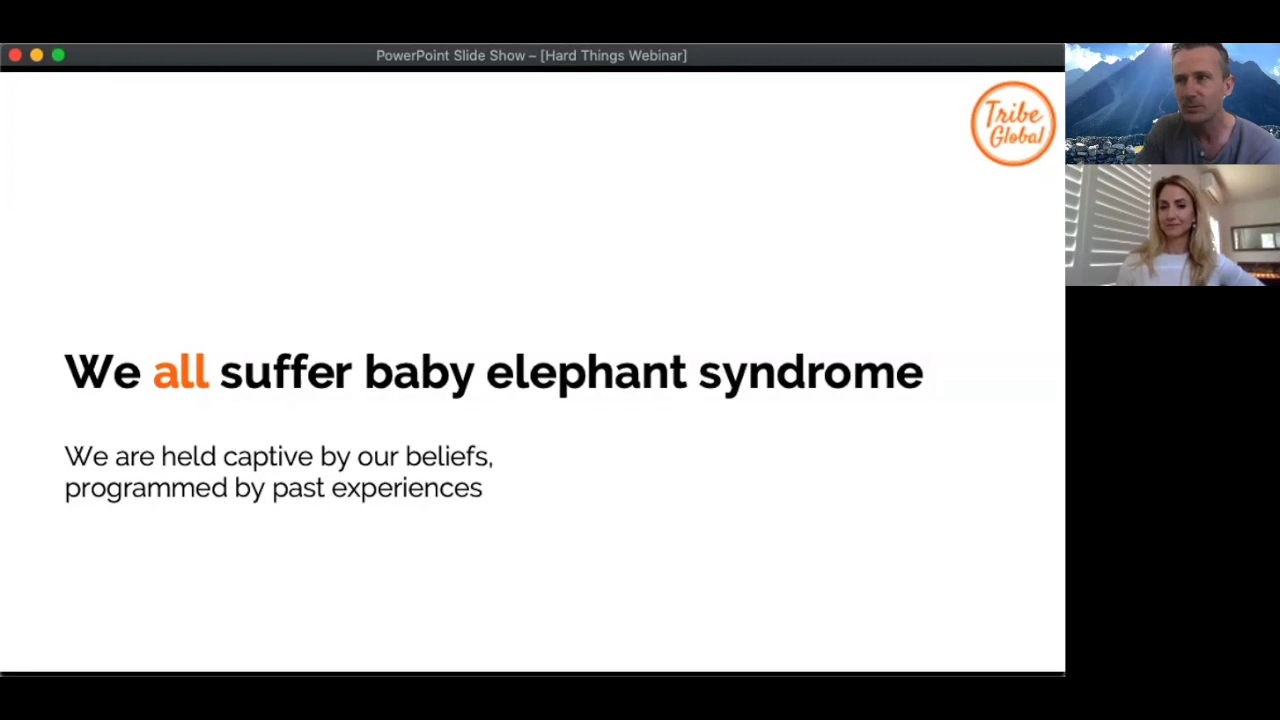 PowerPoint Slide Show – [Hard Things Webinar]
Tribe
Global
We all suffer baby elephant syndrome
We are held captive by our beliefs,
programmed by past experiences